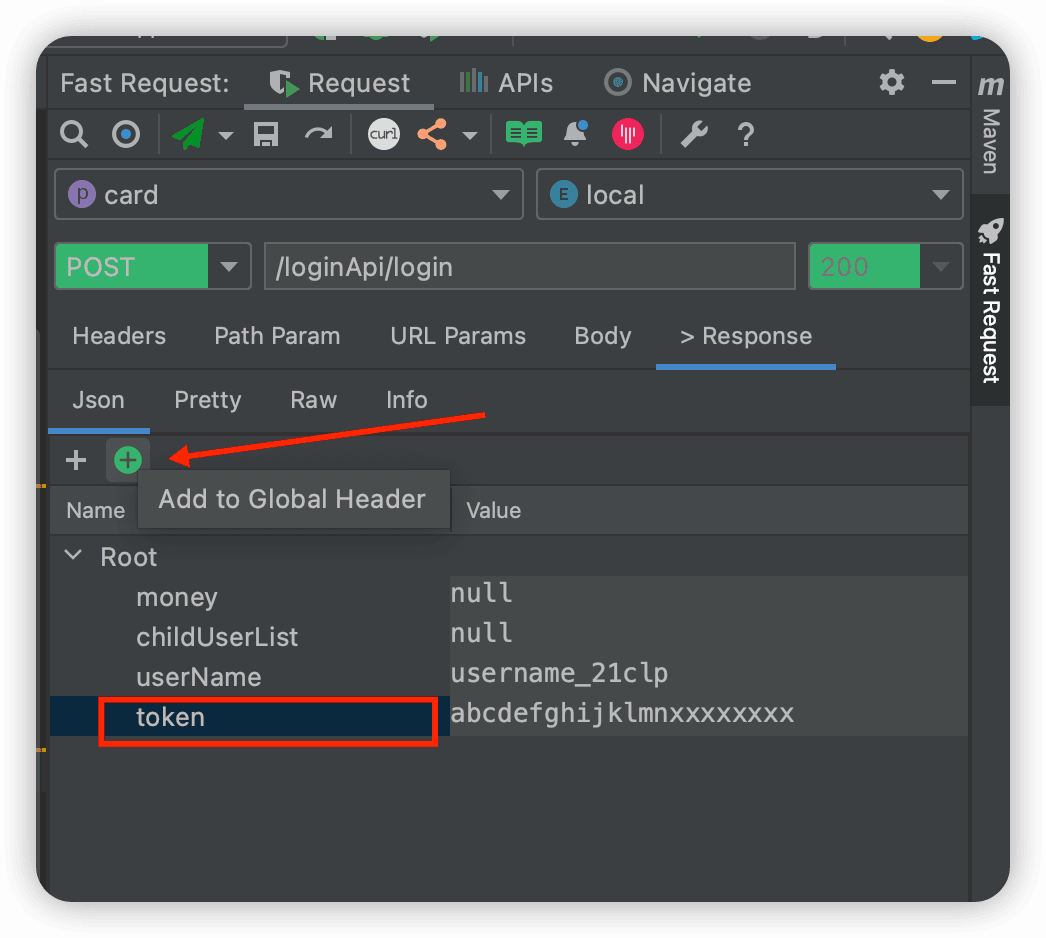 Fast Request: Request APIs Navigate
m
Maven
curl
?
p card E local
POST /loginApi/login 200
Fast Request
Headers Path Param URL Params Body > Response
Json Pretty Raw Info
Add to Global Header
Name Value
Root
money null
childUserList null
userName username_21clp
token abcdefghijklmnxxxxxxxx